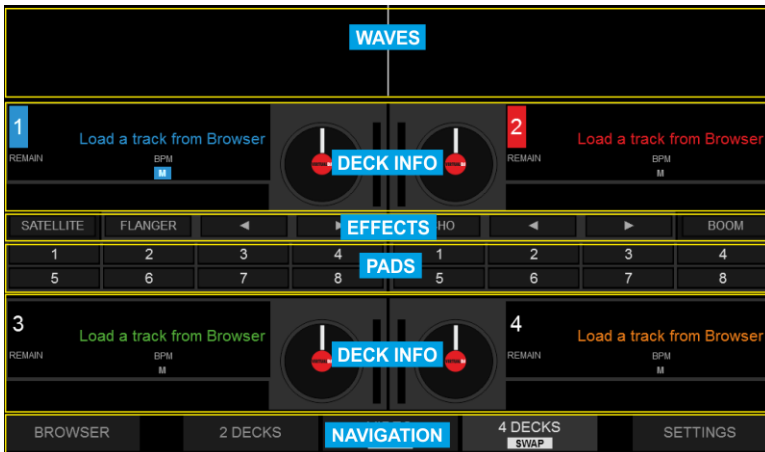 WAVES
1
Load a track from Browser
REMAIN
BPM
M
DECK INFO
2
Load a track from Browser
REMAIN
BPM
M
SATELLITE FLANGER ◄ EFFECTS HO ◄ ► BOOM
1 2 3 4 1 2 3 4
PADS
5 6 7 8 5 6 7 8
3
Load a track from Browser
REMAIN
BPM
M
DECK INFO
4
Load a track from Browser
REMAIN
BPM
M
BROWSER 2 DECKS NAVIGATION 4 DECKS SETTINGS
SWAP